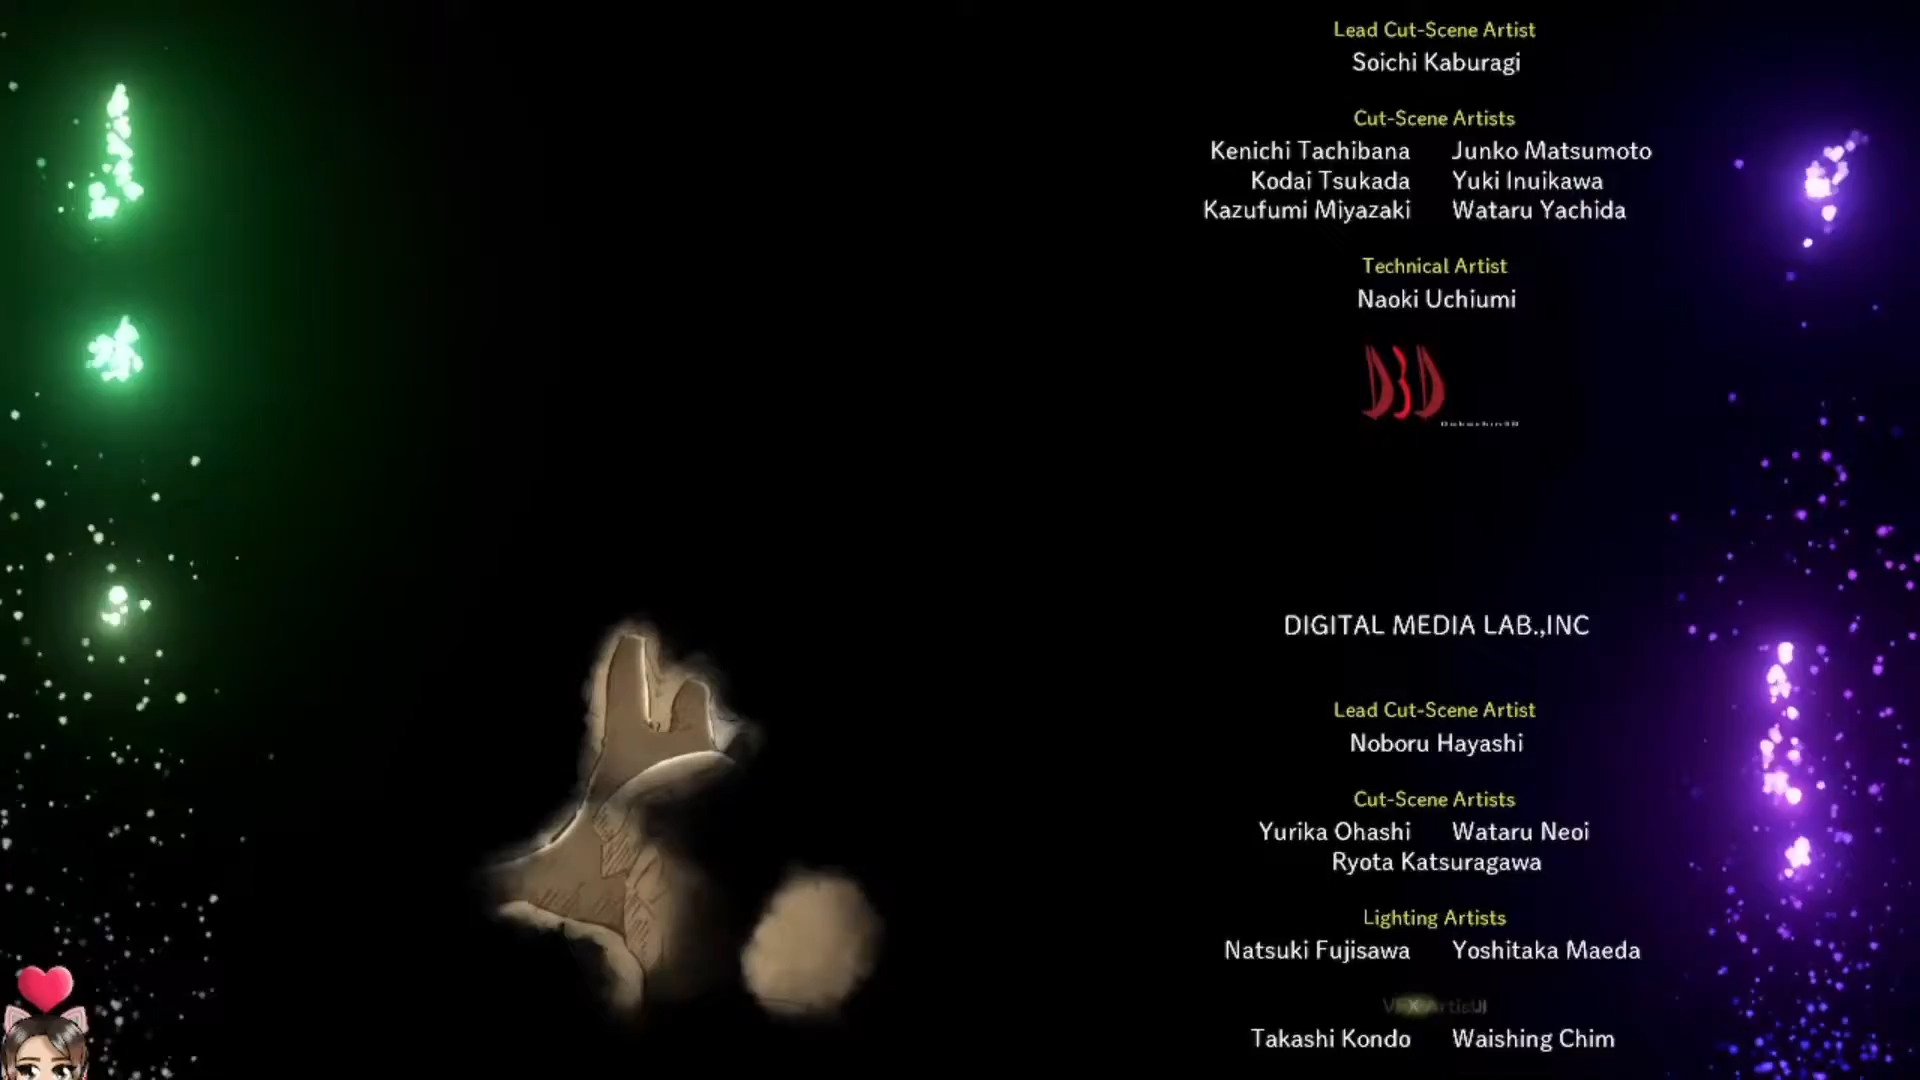 Lead Cut-Scene Artist
Soichi Kaburagi
Cut-Scene Artists
Kenichi Tachibana Junko Matsumoto
Kodai Tsukada Yuki Inuikawa
Kazufumi Miyazaki Wataru Yachida
Technical Artist
Naoki Uchiumi
D3D
DIGITAL MEDIA LAB.,INC
Lead Cut-Scene Artist
Noboru Hayashi
Cut-Scene Artists
Yurika Ohashi Wataru Neoi
Ryota Katsuragawa
Lighting Artists
Natsuki Fujisawa Yoshitaka Maeda
VFX
Takashi Kondo Waishing Chim